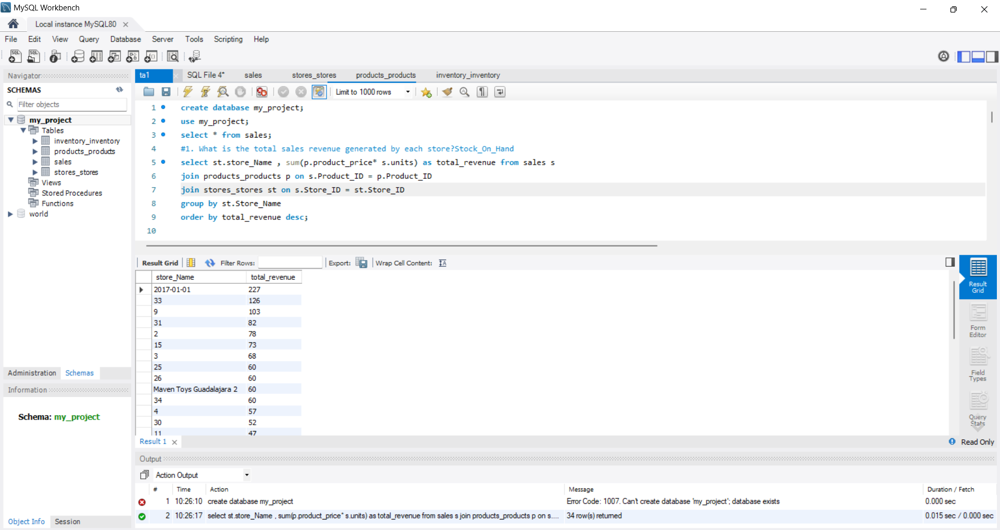 MySQL Workbench
Local instance MySQL80
File Edit View Query Database Server Tools Scripting Help
Navigator
SCHEMAS
Filter objects
my_project
Tables
inventory_inventory
products_products
sales
stores_stores
Views
Stored Procedures
Functions
world
Administration Schemas
Information
Schema: my_project
Object Info Session
ta1 SQL File 4* sales stores_stores products_products inventory_inventory
Limit to 1000 rows
1 create database my_project;
2 use my_project;
3 select * from sales;
4 #1. What is the total sales revenue generated by each store?Stock_On_Hand
5 select st.store_Name , sum(p.product_price* s.units) as total_revenue from sales s
6 join products_products p on s.Product_ID = p.Product_ID
7 join stores_stores st on s.Store_ID = st.Store_ID
8 group by st.Store_Name
9 order by total_revenue desc;
10
Result Grid Filter Rows: Export: Wrap Cell Content:
store_Name total_revenue
2017-01-01 227
33 126
9 103
31 82
2 78
15 73
3 68
25 60
26 60
Maven Toys Guadalajara 2 60
34 60
4 57
30 52
11 47
Result Grid
Form Editor
Field Types
Query Stats
Result 1
Read Only
Output
Action Output
# Time Action Message Duration / Fetch
1 10:26:10 create database my_project Error Code: 1007. Can't create database 'my_project'; database exists 0.000 sec
2 10:26:17 select st.store_Name , sum(p.product_price* s.units) as total_revenue from sales s join products_products p on s.... 34 row(s) returned 0.015 sec / 0.000 sec